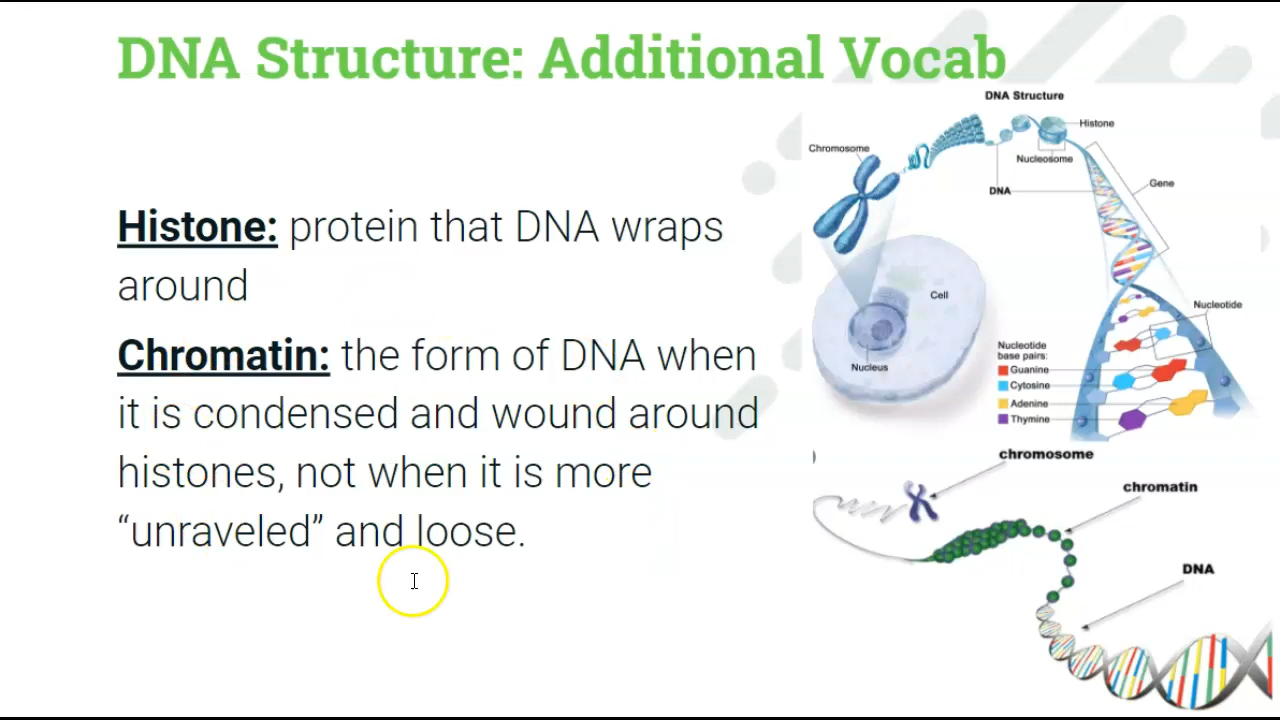 DNA Structure: Additional Vocab
Histone: protein that DNA wraps
around
Chromatin: the form of DNA when
it is condensed and wound around
histones, not when it is more
“unraveled” and loose.
DNA Structure
Chromosome
Histone
Nucleosome
DNA
Gene
Cell
Nucleus
Nucleotide
Nucleotide
base pairs:
Guanine
Cytosine
Adenine
Thymine
chromosome
chromatin
DNA